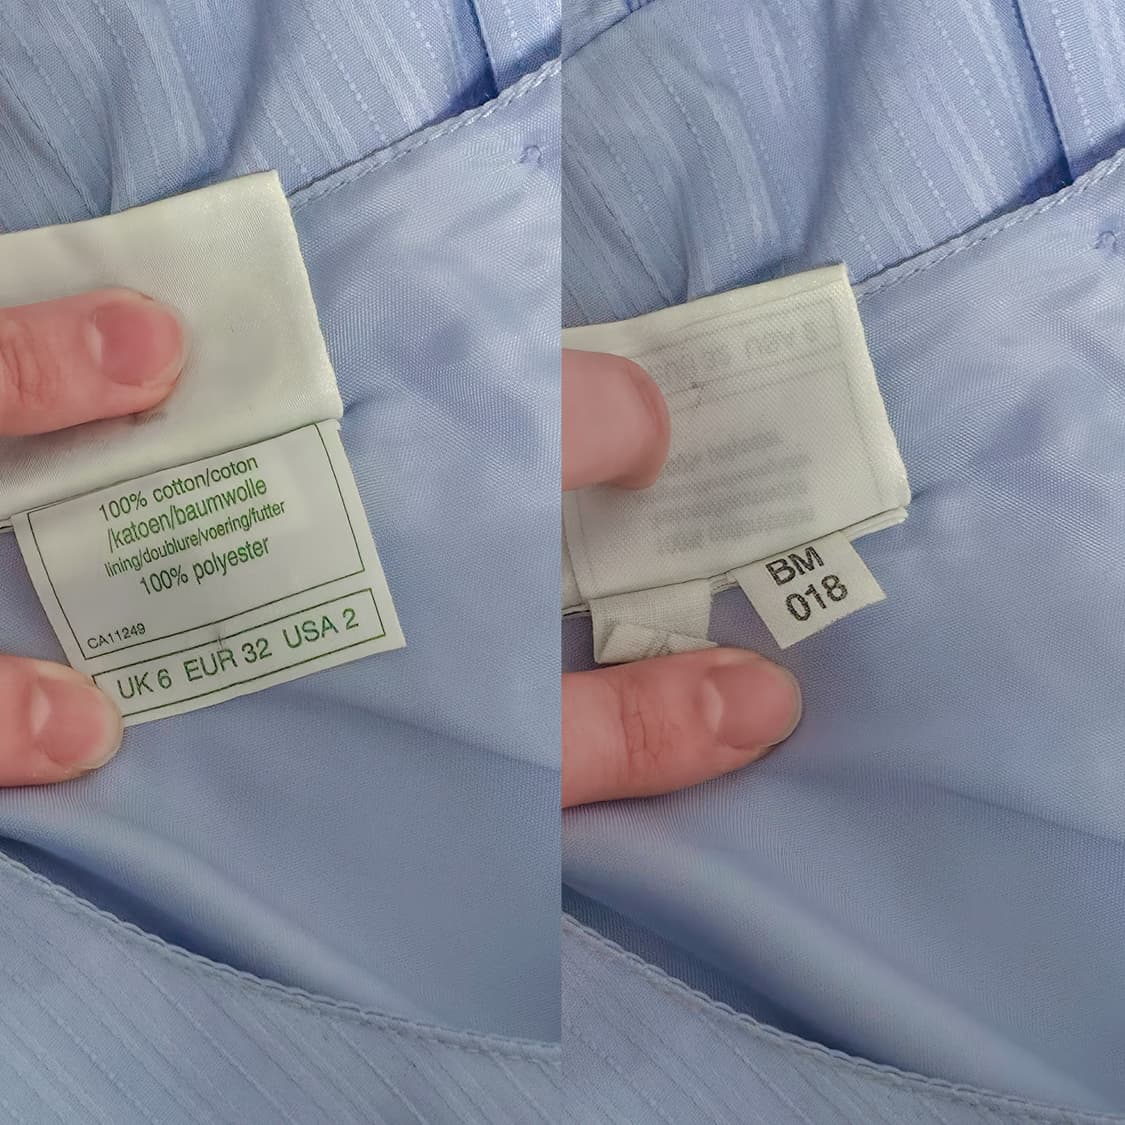 100% cotton/coton
/katoen/baumwolle
lining/doublure/voering/futter
100% polyester
CA11249
UK 6 EUR 32 USA 2
BM
018